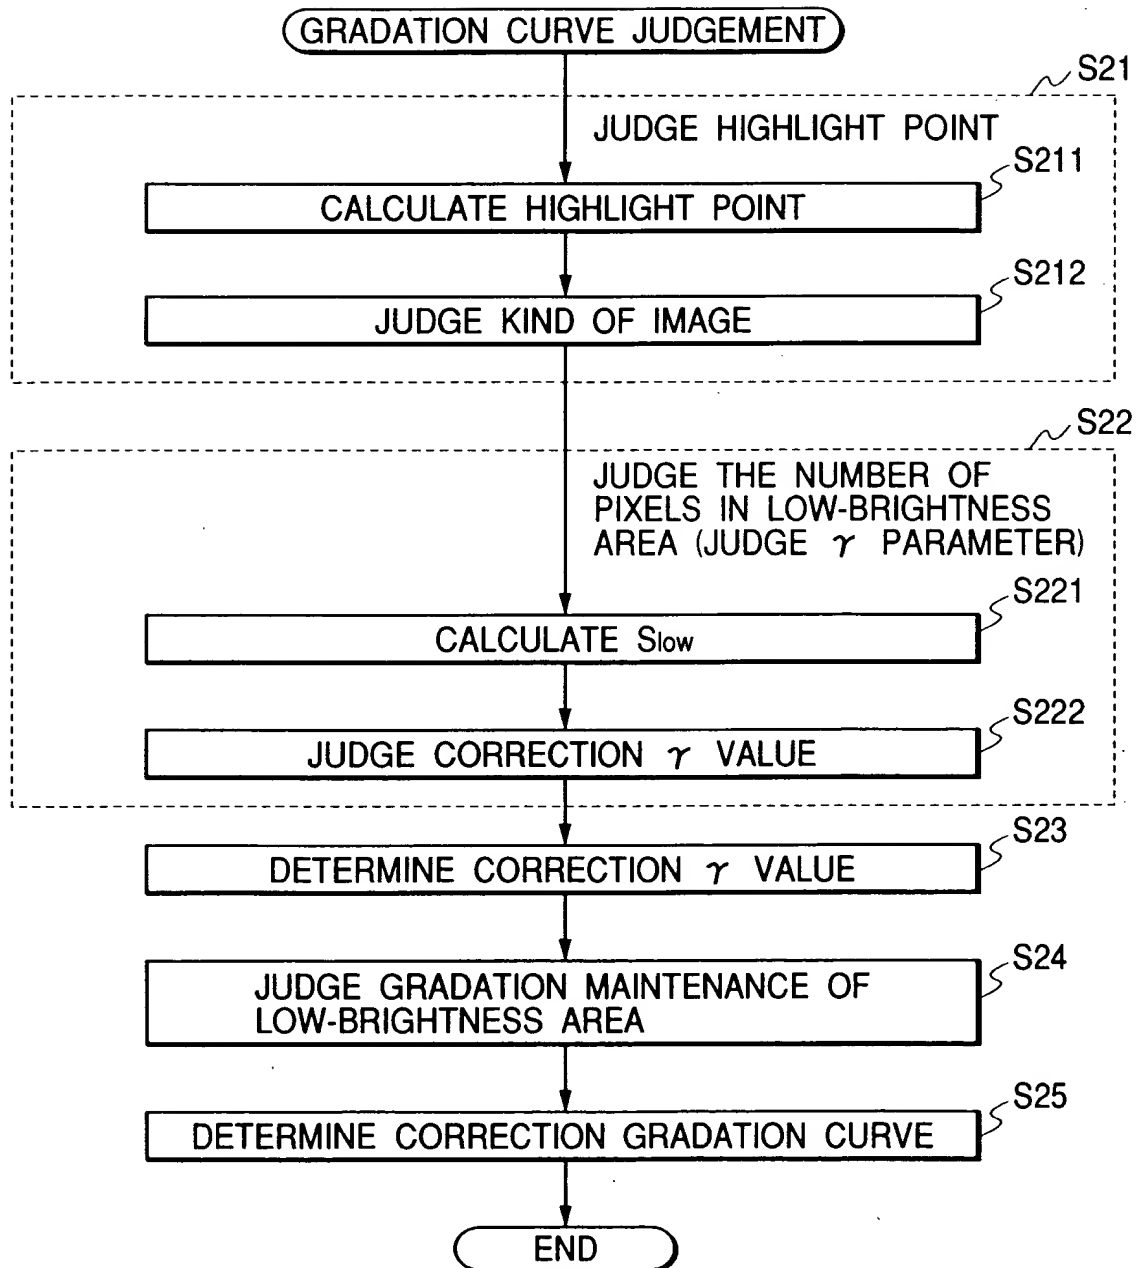 GRADATION CURVE JUDGEMENT
S21
JUDGE HIGHLIGHT POINT
S211
CALCULATE HIGHLIGHT POINT
S212
JUDGE KIND OF IMAGE
S22
JUDGE THE NUMBER OF
PIXELS IN LOW-BRIGHTNESS
AREA (JUDGE γ PARAMETER)
S221
CALCULATE Slow
S222
JUDGE CORRECTION γ VALUE
S23
DETERMINE CORRECTION γ VALUE
S24
JUDGE GRADATION MAINTENANCE OF
LOW-BRIGHTNESS AREA
S25
DETERMINE CORRECTION GRADATION CURVE
END